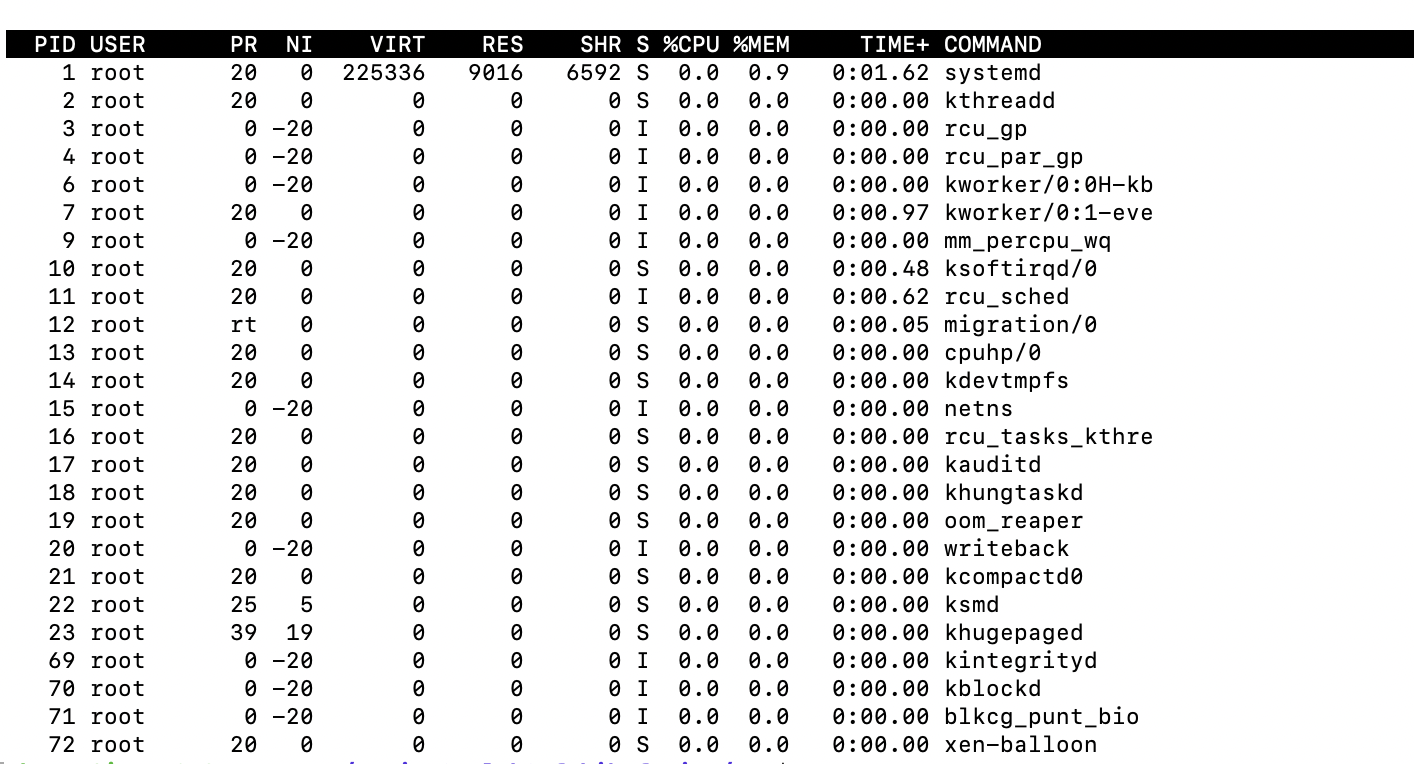 PID USER PR NI VIRT RES SHR S %CPU %MEM TIME+ COMMAND
1 root 20 0 225336 9016 6592 S 0.0 0.9 0:01.62 systemd
2 root 20 0 0 0 0 S 0.0 0.0 0:00.00 kthreadd
3 root 0 -20 0 0 0 I 0.0 0.0 0:00.00 rcu_gp
4 root 0 -20 0 0 0 I 0.0 0.0 0:00.00 rcu_par_gp
6 root 0 -20 0 0 0 I 0.0 0.0 0:00.00 kworker/0:0H-kb
7 root 20 0 0 0 0 I 0.0 0.0 0:00.97 kworker/0:1-eve
9 root 0 -20 0 0 0 I 0.0 0.0 0:00.00 mm_percpu_wq
10 root 20 0 0 0 0 S 0.0 0.0 0:00.48 ksoftirqd/0
11 root 20 0 0 0 0 I 0.0 0.0 0:00.62 rcu_sched
12 root rt 0 0 0 0 S 0.0 0.0 0:00.05 migration/0
13 root 20 0 0 0 0 S 0.0 0.0 0:00.00 cpuhp/0
14 root 20 0 0 0 0 S 0.0 0.0 0:00.00 kdevtmpfs
15 root 0 -20 0 0 0 I 0.0 0.0 0:00.00 netns
16 root 20 0 0 0 0 S 0.0 0.0 0:00.00 rcu_tasks_kthre
17 root 20 0 0 0 0 S 0.0 0.0 0:00.00 kauditd
18 root 20 0 0 0 0 S 0.0 0.0 0:00.00 khungtaskd
19 root 20 0 0 0 0 S 0.0 0.0 0:00.00 oom_reaper
20 root 0 -20 0 0 0 I 0.0 0.0 0:00.00 writeback
21 root 20 0 0 0 0 S 0.0 0.0 0:00.00 kcompactd0
22 root 25 5 0 0 0 S 0.0 0.0 0:00.00 ksmd
23 root 39 19 0 0 0 S 0.0 0.0 0:00.00 khugepaged
69 root 0 -20 0 0 0 I 0.0 0.0 0:00.00 kintegrityd
70 root 0 -20 0 0 0 I 0.0 0.0 0:00.00 kblockd
71 root 0 -20 0 0 0 I 0.0 0.0 0:00.00 blkcg_punt_bio
72 root 20 0 0 0 0 S 0.0 0.0 0:00.00 xen-balloon